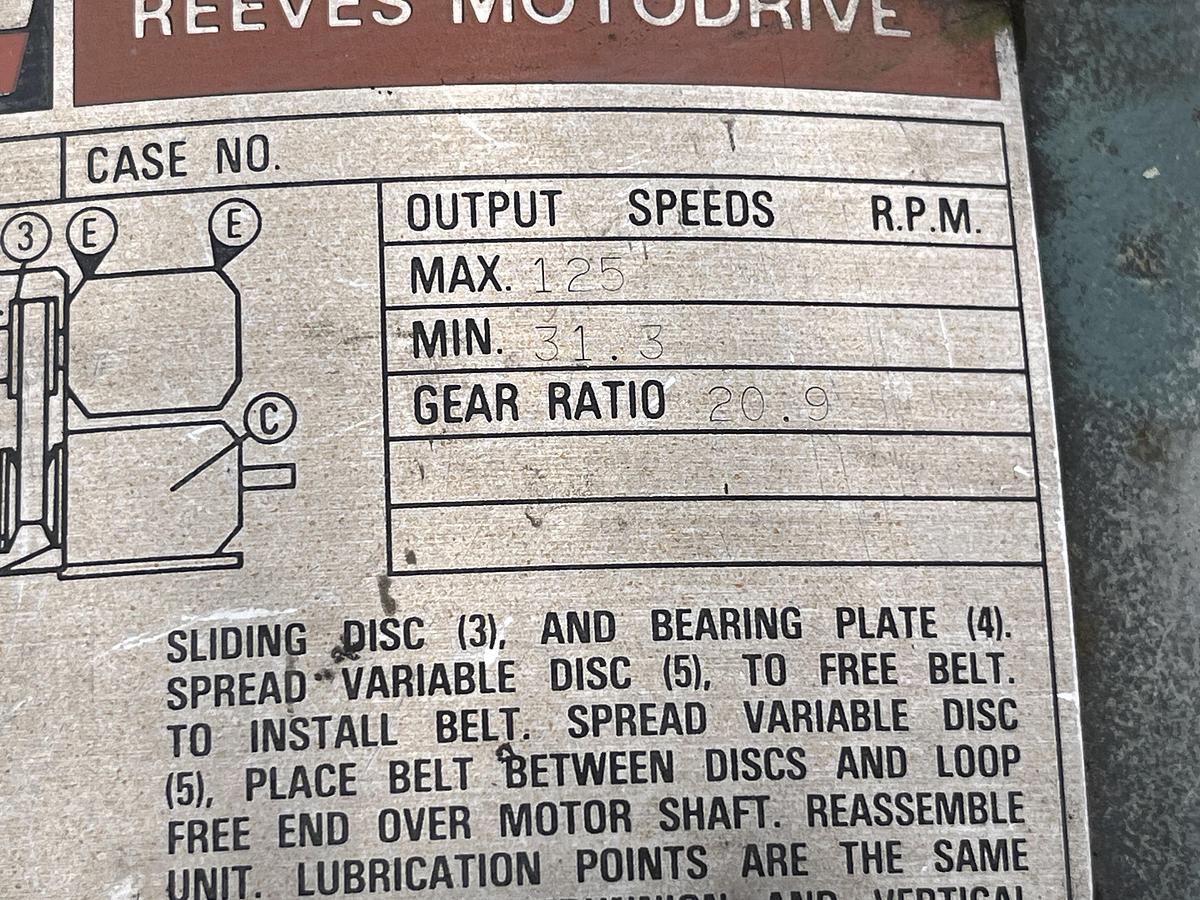 REEVES MOTODRIVE
CASE NO.
3 E E
OUTPUT SPEEDS R.P.M.
MAX. 125
MIN. 31.3
GEAR RATIO 20.9
C
SLIDING DISC (3), AND BEARING PLATE (4).
SPREAD VARIABLE DISC (5), TO FREE BELT.
TO INSTALL BELT. SPREAD VARIABLE DISC
(5), PLACE BELT BETWEEN DISCS AND LOOP
FREE END OVER MOTOR SHAFT. REASSEMBLE
UNIT. LUBRICATION POINTS ARE THE SAME
AND VERTICAL